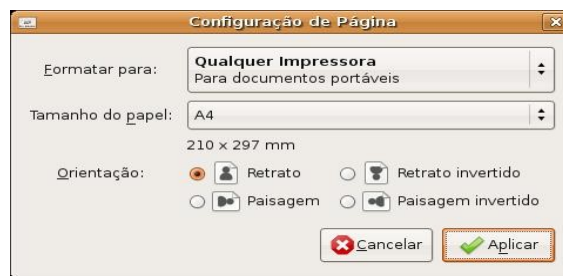 Configuração de Página
Formatar para:
Qualquer Impressora
Para documentos portáveis
Tamanho do papel:
A4
210 x 297 mm
Orientação:
Retrato
Retrato invertido
Paisagem
Paisagem invertido
Cancelar
Aplicar